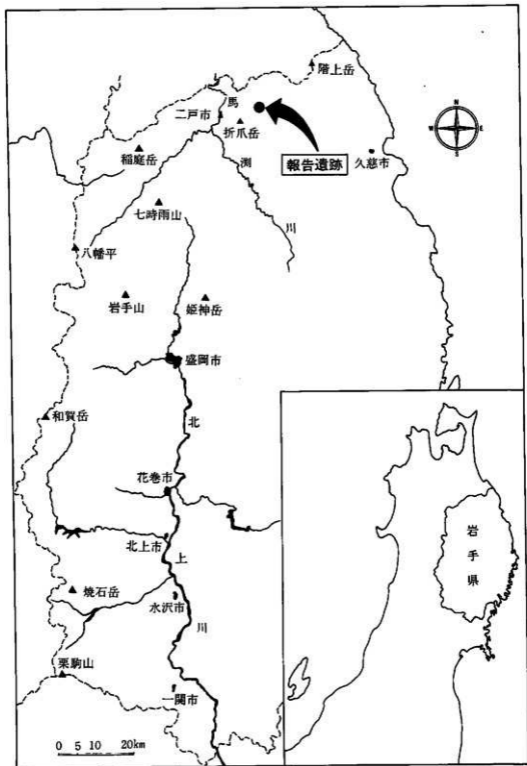 階上岳
二戸市
馬
淵
川
折爪岳
稲庭岳
報告遺跡
久慈市
N
W
E
S
七時雨山
八幡平
岩手山
姫神岳
盛岡市
和賀岳
北
上
川
花巻市
北上市
焼石岳
水沢市
栗駒山
一関市
0 5 10 20km
岩
手
県